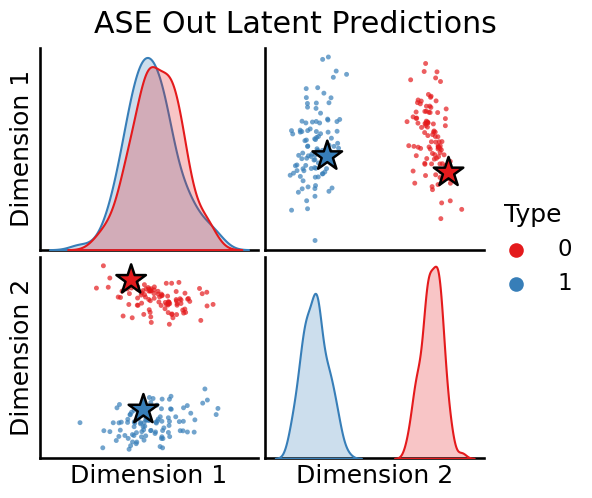 ASE Out Latent Predictions
Dimension 1
Type
0
1
Dimension 2
Dimension 1
Dimension 2